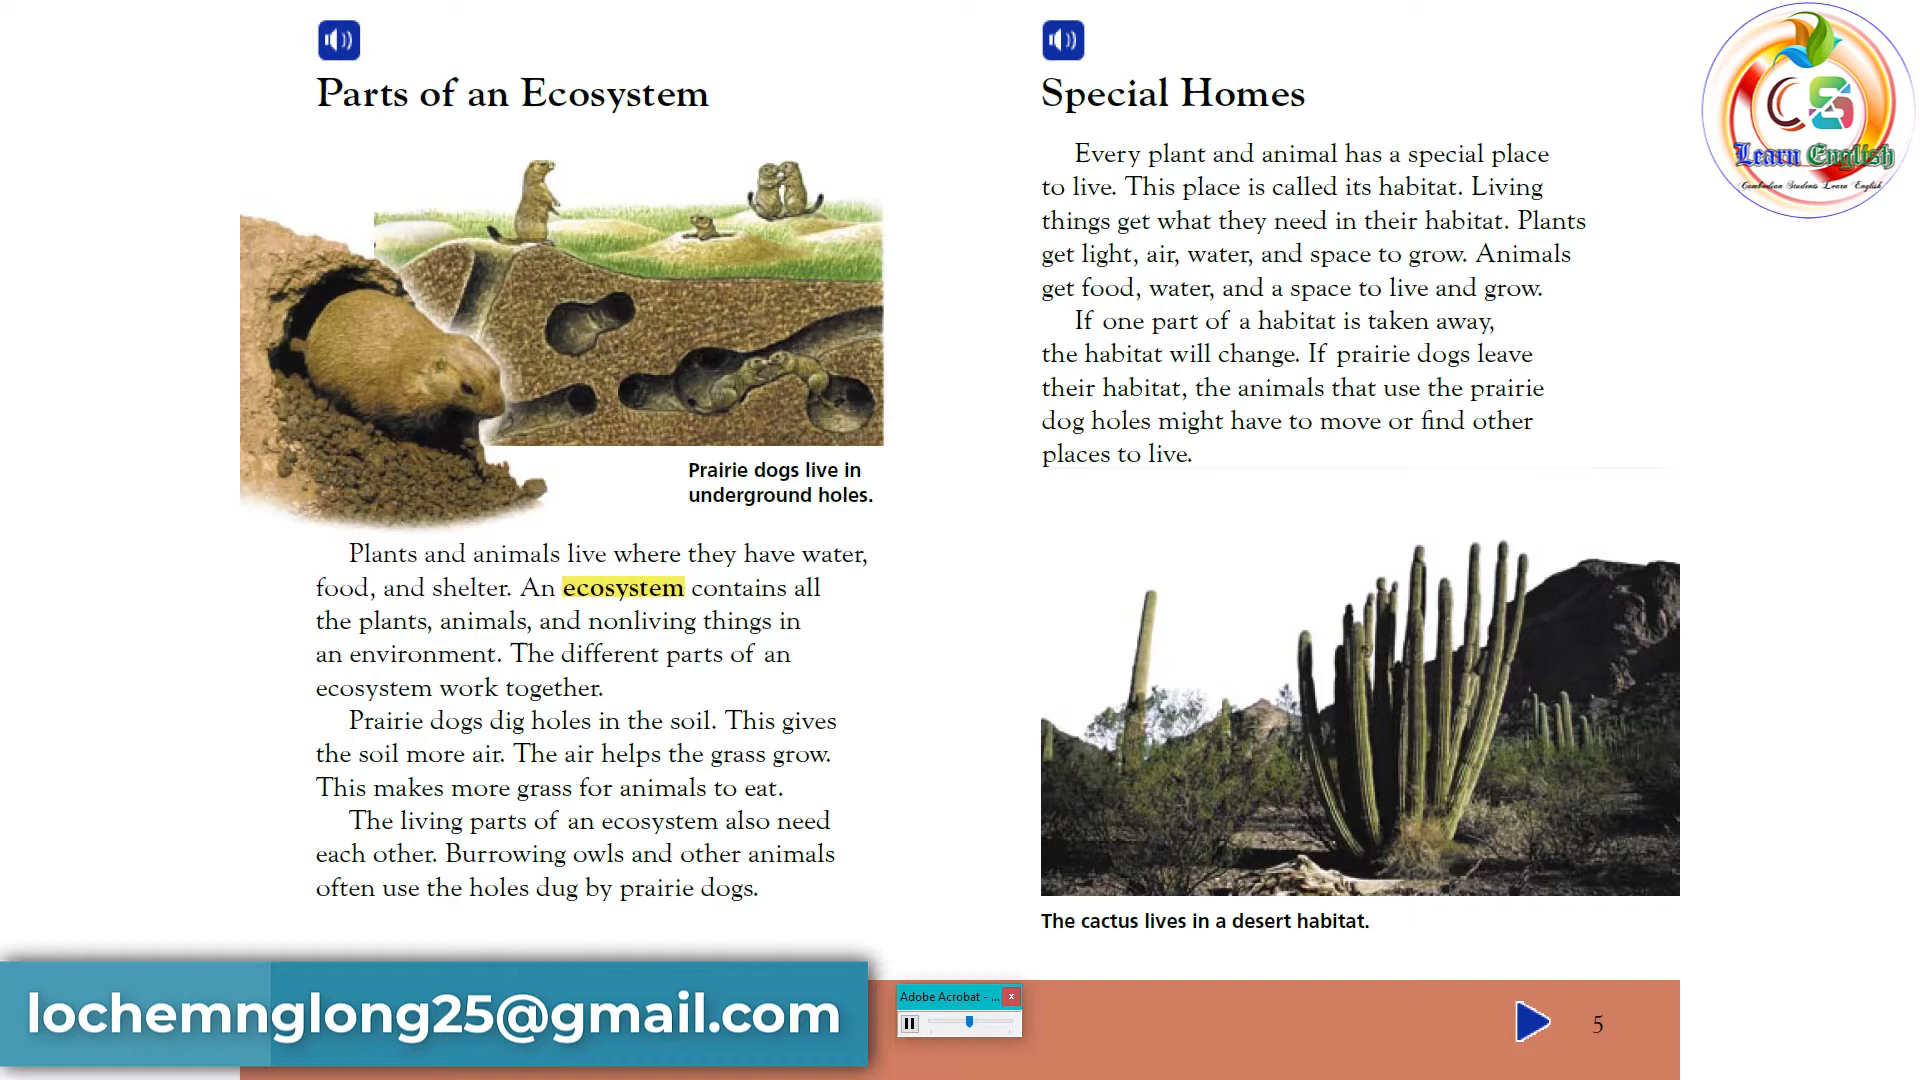 Parts of an Ecosystem
Prairie dogs live in
underground holes.
Plants and animals live where they have water,
food, and shelter. An ecosystem contains all
the plants, animals, and nonliving things in
an environment. The different parts of an
ecosystem work together.
Prairie dogs dig holes in the soil. This gives
the soil more air. The air helps the grass grow.
This makes more grass for animals to eat.
The living parts of an ecosystem also need
each other. Burrowing owls and other animals
often use the holes dug by prairie dogs.
Special Homes
Every plant and animal has a special place
to live. This place is called its habitat. Living
things get what they need in their habitat. Plants
get light, air, water, and space to grow. Animals
get food, water, and a space to live and grow.
If one part of a habitat is taken away,
the habitat will change. If prairie dogs leave
their habitat, the animals that use the prairie
dog holes might have to move or find other
places to live.
The cactus lives in a desert habitat.
CS
Learn English
Cambodian Students Learn English
lochemnglong25@gmail.com
Adobe Acrobat - ...
5